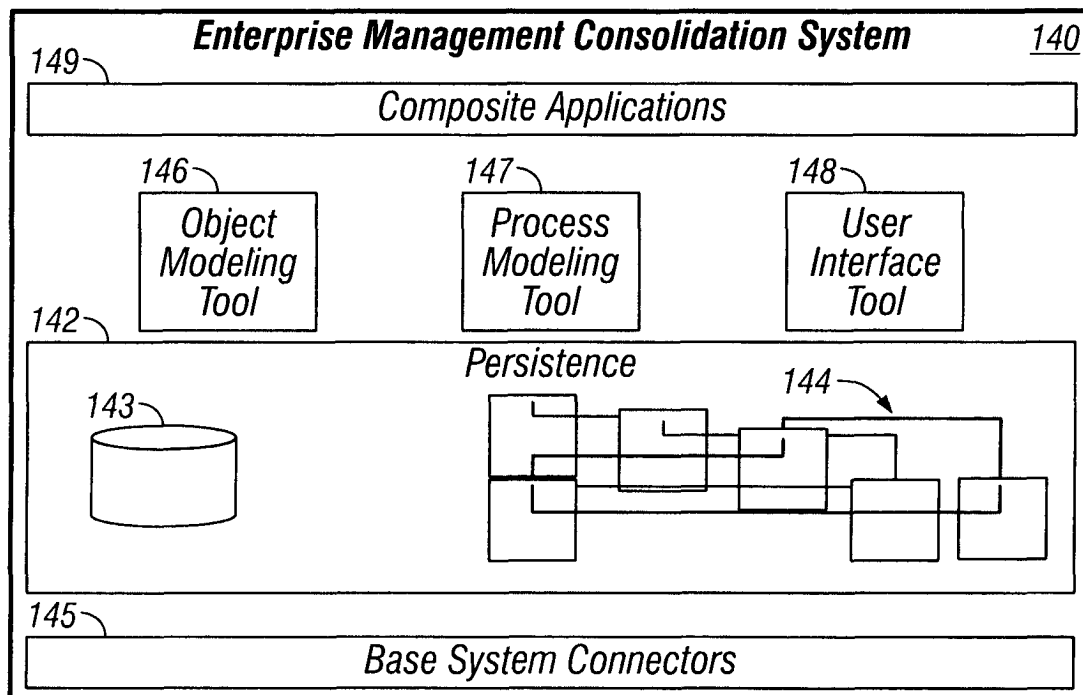 Enterprise Management Consolidation System 140
149
Composite Applications
146
Object
Modeling
Tool
147
Process
Modeling
Tool
148
User
Interface
Tool
142
Persistence
143
144
145
Base System Connectors